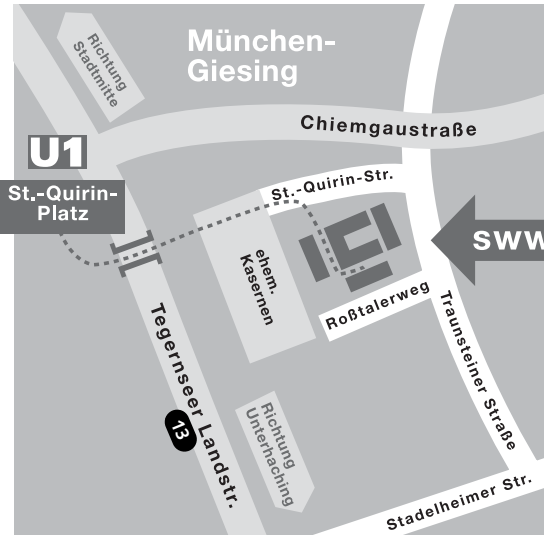 Richtung
Stadtmitte
München-
Giesing
Chiemgaustraße
U1
St.-Quirin-
Platz
St.-Quirin-Str.
SWW
ehem.
Kasernen
Roßtalerweg
Tegernseer Landstr.
13
Traunsteiner Straße
Richtung
Unterhaching
Stadelheimer Str.